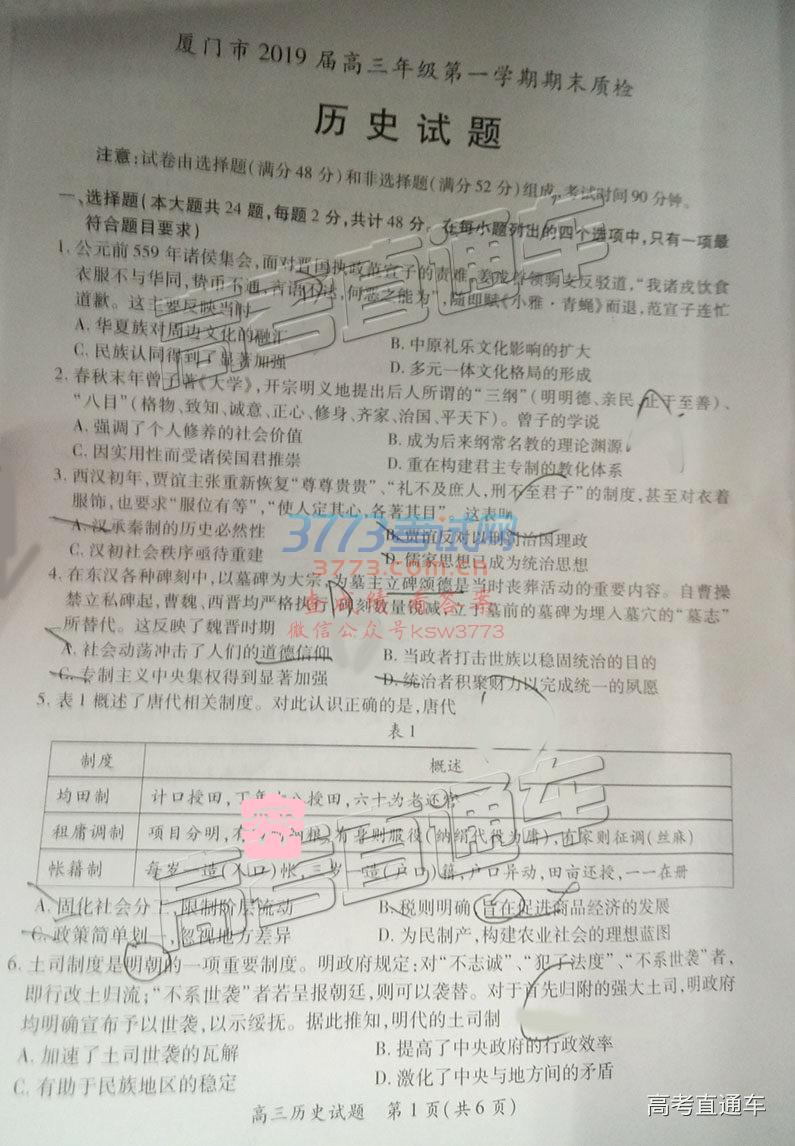 厦门市2019届高三年级第一学期期末质检
历史试题
注意:试卷由选择题(满分48分)和非选择题(满分52分)组成,考试时间90分钟。
一、选择题(本大题共24题,每题2分,共计48分。在每小题列出的四个选项中,只有一项最
符合题目要求)
1. 公元前559年诸侯集会,面对晋国执政范宣子的责难,姜戎首领驹支反驳道,“我诸戎饮食
衣服不与华同,贽币不通,言语不达,何恶之能为”,随即赋《小雅·青蝇》而退,范宣子连忙
道歉。这主要反映当时
A. 华夏族对周边文化的融汇
B. 中原礼乐文化影响的扩大
C. 民族认同得到了显著加强
D. 多元一体文化格局的形成
2. 春秋末年曾子著《大学》,开宗明义地提出后人所谓的“三纲”(明明德、亲民、止于至善)、
“八目”(格物、致知、诚意、正心、修身、齐家、治国、平天下)。曾子的学说
A. 强调了个人修养的社会价值
B. 成为后来纲常名教的理论渊源
C. 因实用性而受诸侯国君推崇
D. 重在构建君主专制的教化体系
3. 西汉初年,贾谊主张重新恢复“尊尊贵贵”、“礼不及庶人,刑不至君子”的制度,甚至对衣着
服饰,也要求“服位有等”,“使人定其心,各著其目”。这表明
A. 汉承秦制的历史必然性
B. 贾谊反对以刑罚治国理政
C. 汉初社会秩序亟待重建
D. 儒家思想已成为统治思想
4. 在东汉各种碑刻中,以墓碑为大宗,为墓主立碑颂德是当时丧葬活动的重要内容。自曹操
禁立私碑起,曹魏、西晋均严格执行,碑刻数量锐减,立于墓前的墓碑为埋入墓穴的“墓志”
所替代。这反映了魏晋时期
A. 社会动荡冲击了人们的道德信仰
B. 当政者打击世族以稳固统治的目的
C. 专制主义中央集权得到显著加强
D. 统治者积聚财力以完成统一的夙愿
5. 表1概述了唐代相关制度。对此认识正确的是,唐代
表1
制度 概述
均田制 计口授田,丁年十八授田,六十为老还官
租庸调制 项目分明,有 则 租,有身则服役(纳绢代役为庸),有家则征调(丝麻)
帐籍制 每岁一造(人口)帐,三岁一造(户口)籍,户口异动,田亩还授,一一在册
A. 固化社会分工,限制阶层流动
B. 税则明确,旨在促进商品经济的发展
C. 政策简单划一,忽视地方差异
D. 为民制产,构建农业社会的理想蓝图
6. 土司制度是明朝的一项重要制度。明政府规定:对“不志诚”、“犯了法度”、“不系世袭”者,
即行改土归流;“不系世袭”者若呈报朝廷,则可以袭替。对于首先归附的强大土司,明政府
均明确宣布予以世袭,以示绥抚。据此推知,明代的土司制
A. 加速了土司世袭的瓦解
B. 提高了中央政府的行政效率
C. 有助于民族地区的稳定
D. 激化了中央与地方间的矛盾
高三历史试题 第1页(共6页)
高考直通车
高考直通车
3773考试网
3773.com.cn
查成绩 看答案
微信公众号ksw3773
高考直通车